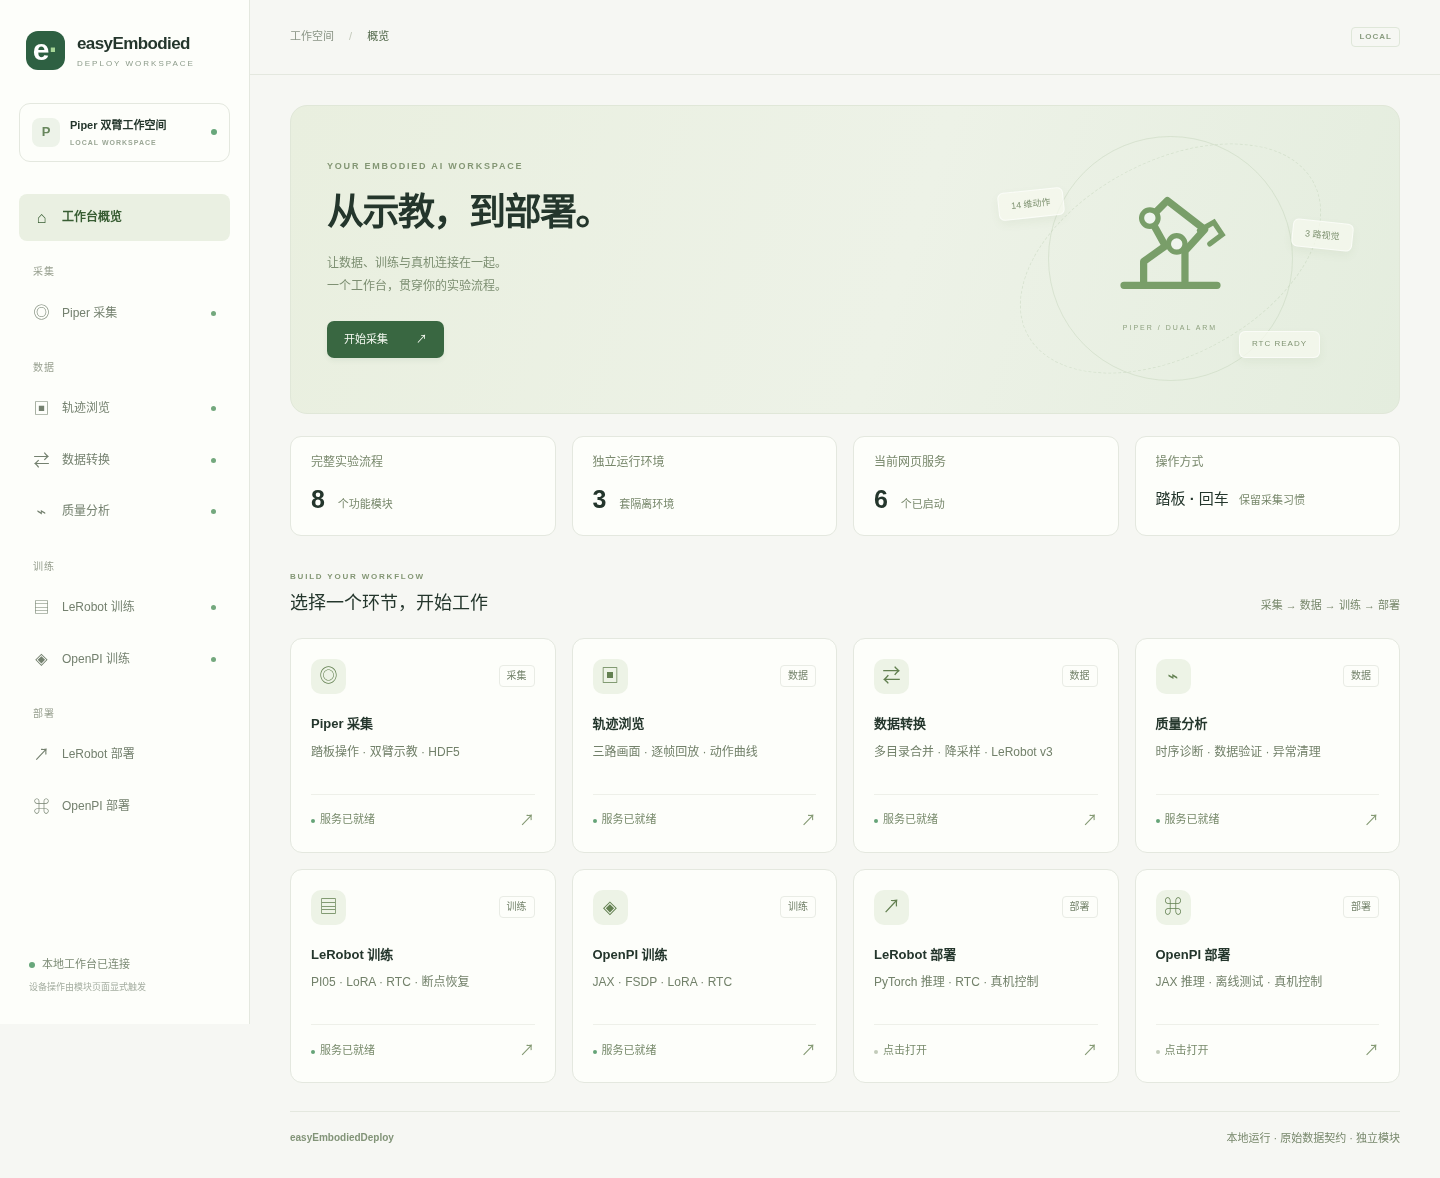 e
easyEmbodied
DEPLOY WORKSPACE
P
Piper 双臂工作空间
LOCAL WORKSPACE
工作台概览
采集
Piper 采集
数据
轨迹浏览
数据转换
质量分析
训练
LeRobot 训练
OpenPI 训练
部署
LeRobot 部署
OpenPI 部署
本地工作台已连接
设备操作由模块页面显式触发
工作空间 / 概览
LOCAL
YOUR EMBODIED AI WORKSPACE
从示教，到部署。
让数据、训练与真机连接在一起。
一个工作台，贯穿你的实验流程。
开始采集 ↗
14 维动作
3 路视觉
PIPER / DUAL ARM
RTC READY
完整实验流程
8 个功能模块
独立运行环境
3 套隔离环境
当前网页服务
6 个已启动
操作方式
踏板 · 回车 保留采集习惯
BUILD YOUR WORKFLOW
选择一个环节，开始工作
采集 → 数据 → 训练 → 部署
采集
Piper 采集
踏板操作 · 双臂示教 · HDF5
服务已就绪 ↗
数据
轨迹浏览
三路画面 · 逐帧回放 · 动作曲线
服务已就绪 ↗
数据
数据转换
多目录合并 · 降采样 · LeRobot v3
服务已就绪 ↗
数据
质量分析
时序诊断 · 数据验证 · 异常清理
服务已就绪 ↗
训练
LeRobot 训练
PI05 · LoRA · RTC · 断点恢复
服务已就绪 ↗
训练
OpenPI 训练
JAX · FSDP · LoRA · RTC
服务已就绪 ↗
部署
LeRobot 部署
PyTorch 推理 · RTC · 真机控制
点击打开 ↗
部署
OpenPI 部署
JAX 推理 · 离线测试 · 真机控制
点击打开 ↗
easyEmbodiedDeploy
本地运行 · 原始数据契约 · 独立模块